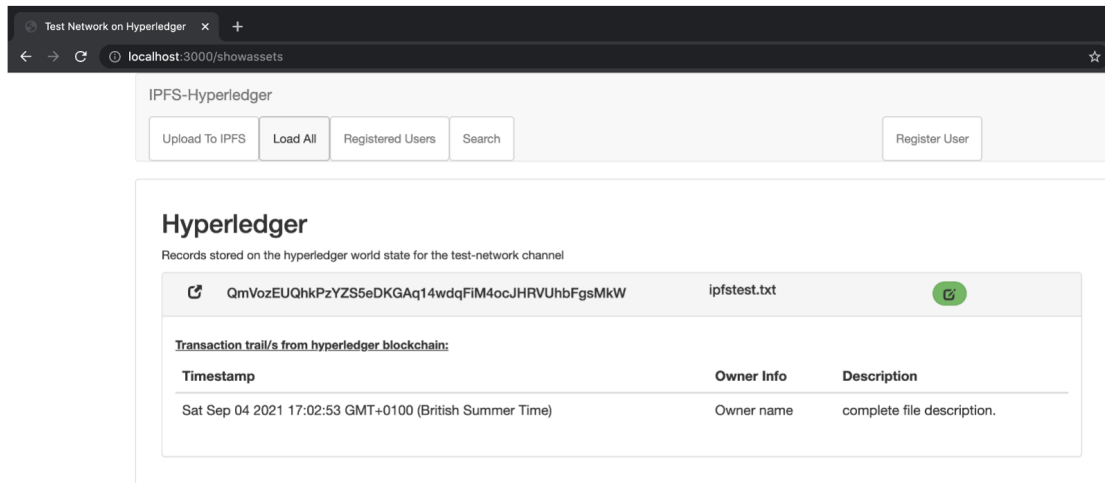 Test Network on Hyperledger
localhost:3000/showassets
IPFS-Hyperledger
Upload To IPFS Load All Registered Users Search Register User
Hyperledger
Records stored on the hyperledger world state for the test-network channel
QmVozEUQhkPzYZS5eDKGAq14wdqFiM4ocJHRVUhbFgsMkW ipfstest.txt
Transaction trail/s from hyperledger blockchain:
Timestamp Owner Info Description
Sat Sep 04 2021 17:02:53 GMT+0100 (British Summer Time) Owner name complete file description.